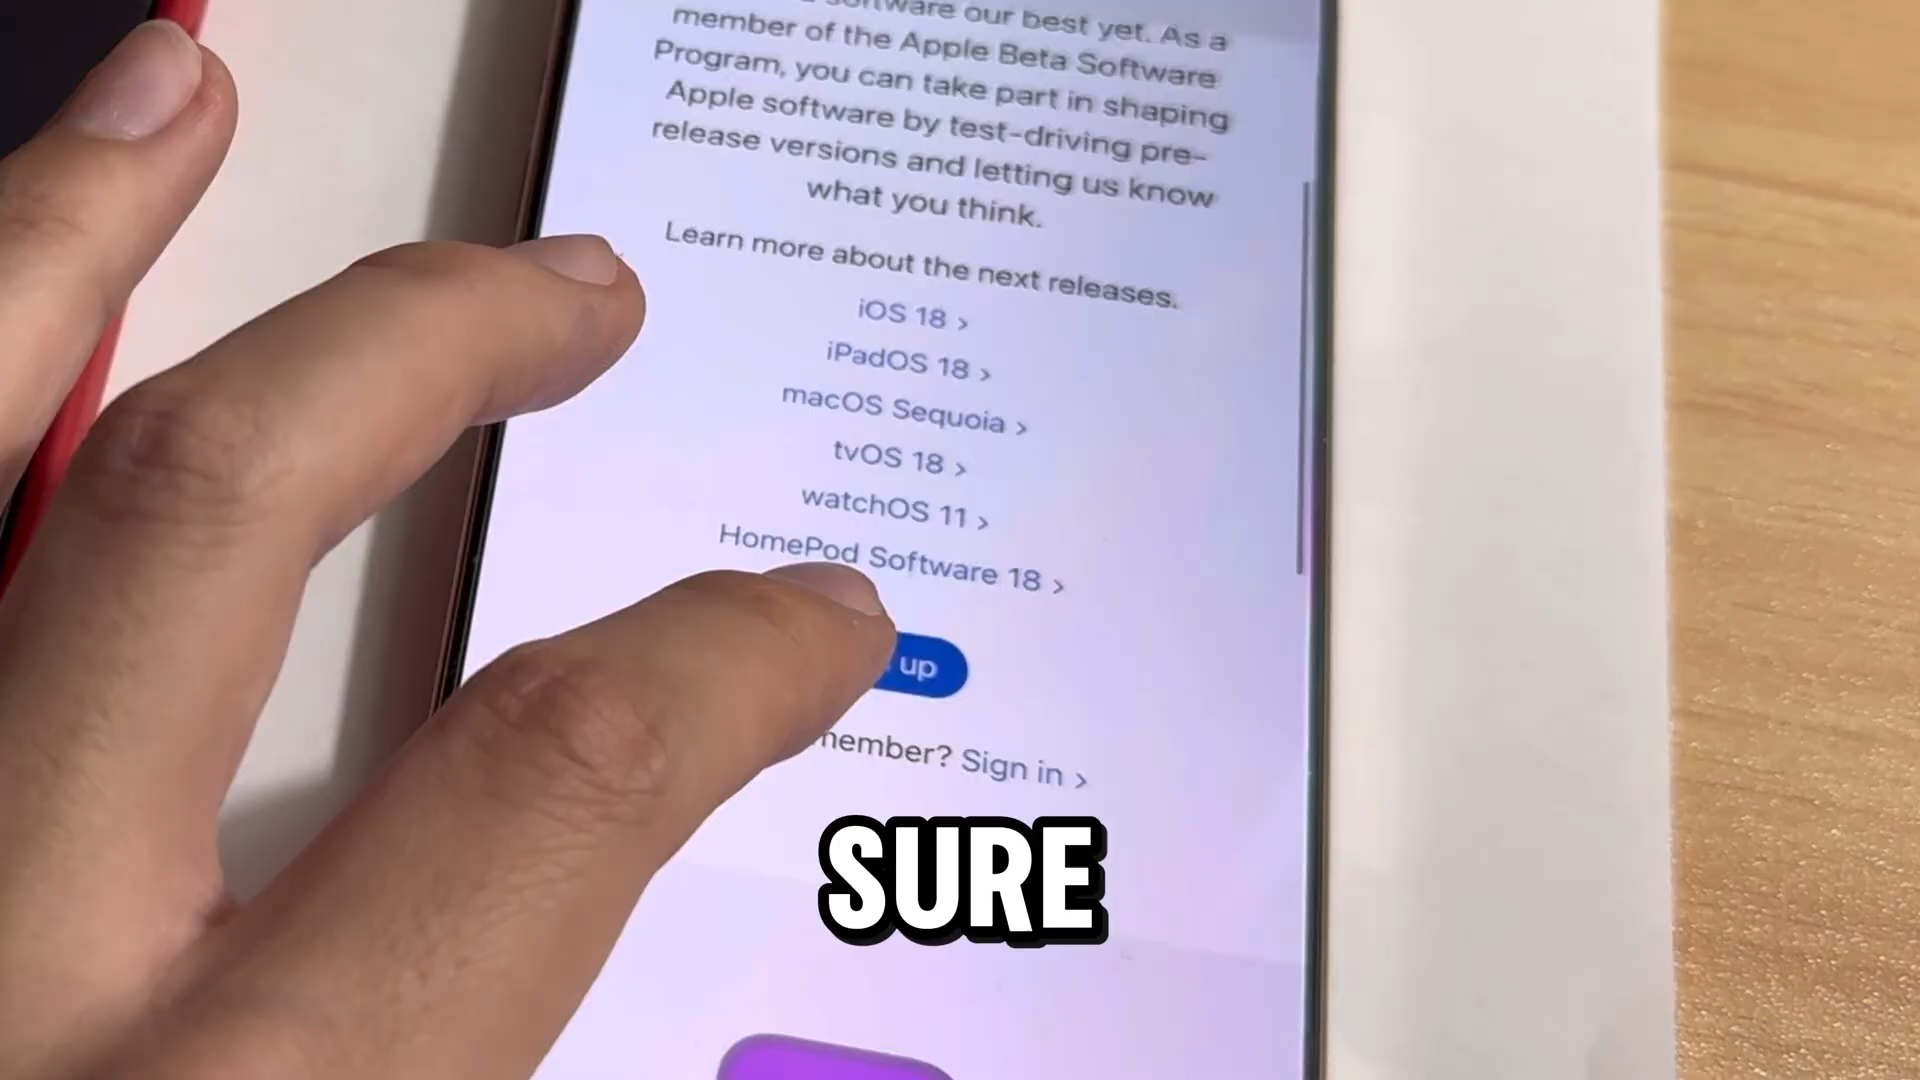 software our best yet. As a
member of the Apple Beta Software
Program, you can take part in shaping
Apple software by test-driving pre-
release versions and letting us know
what you think.
Learn more about the next releases.
iOS 18 >
iPadOS 18 >
macOS Sequoia >
tvOS 18 >
watchOS 11 >
HomePod Software 18 >
up
member? Sign in >
SURE